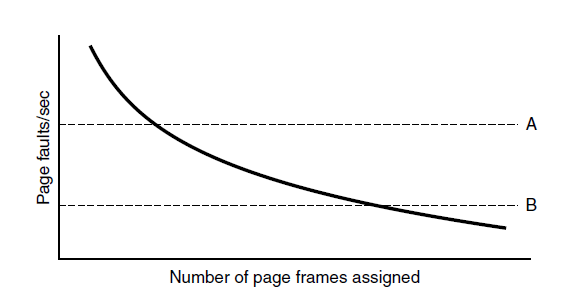 Page faults/sec
A
B
Number of page frames assigned